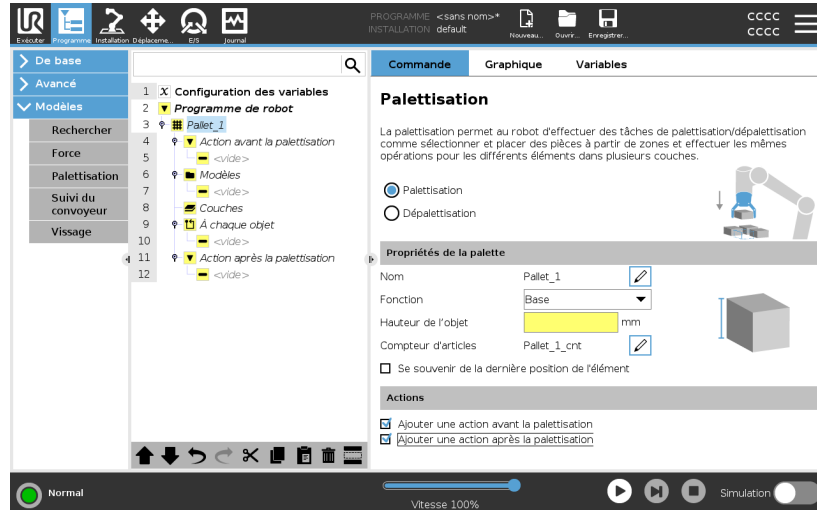 UR
PROGRAMME <sans nom>*
INSTALLATION default
Exécuter Programme Installation Déplaceme... E/S Journal
Nouveau... Ouvrir... Enregistrer...
cccc
cccc
De base
Avancé
Modèles
Rechercher
Force
Palettisation
Suivi du
convoyeur
Vissage
1 X Configuration des variables
2 Programme de robot
3 Pallet_1
4 Action avant la palettisation
5 <vide>
6 Modèles
7 <vide>
8 Couches
9 À chaque objet
10 <vide>
11 Action après la palettisation
12 <vide>
Commande Graphique Variables
Palettisation
La palettisation permet au robot d'effectuer des tâches de palettisation/dépalettisation
comme sélectionner et placer des pièces à partir de zones et effectuer les mêmes
opérations pour les différents éléments dans plusieurs couches.
Palettisation
Dépalettisation
Propriétés de la palette
Nom Pallet_1
Fonction Base
Hauteur de l'objet mm
Compteur d'articles Pallet_1_cnt
Se souvenir de la dernière position de l'élément
Actions
Ajouter une action avant la palettisation
Ajouter une action après la palettisation
Normal
Vitesse 100%
Simulation